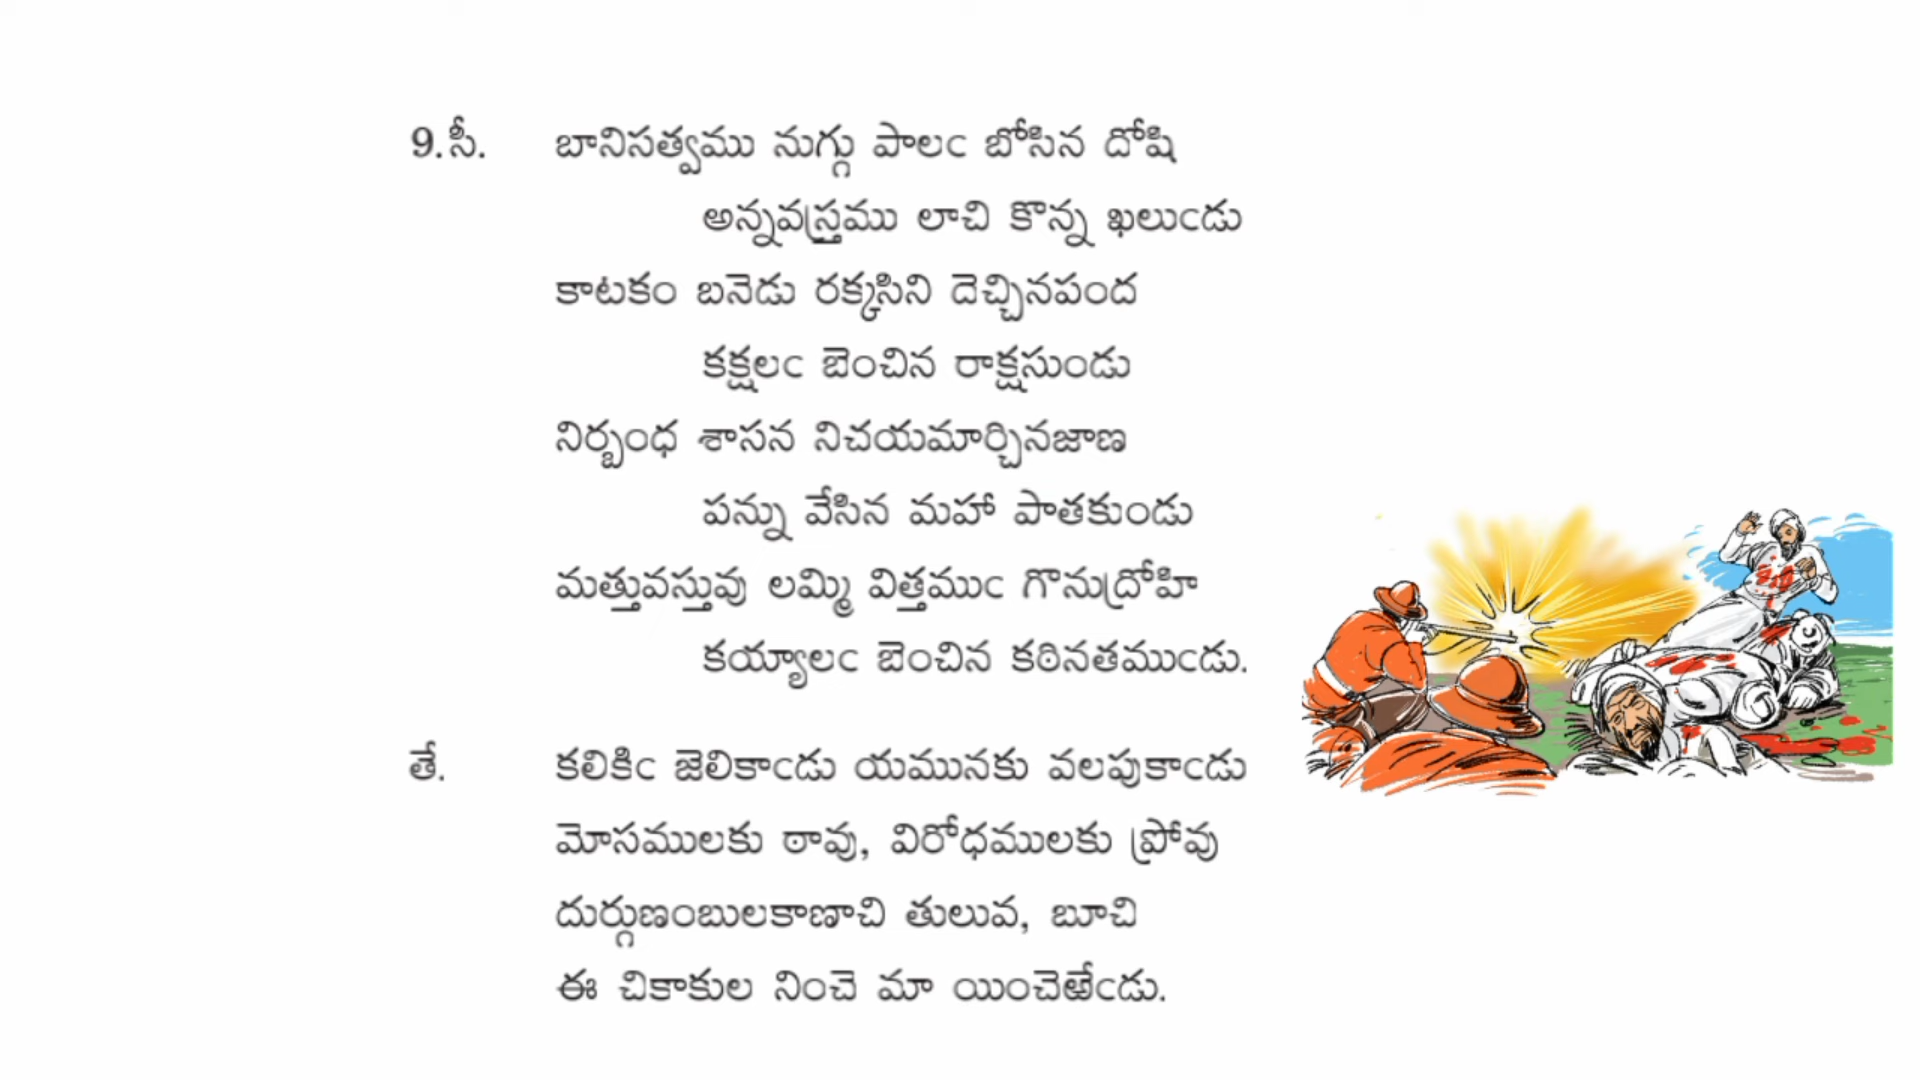 9.సీ. బానిసత్వము నుగ్గు పాలఁ బోసిన దోషి
అన్నవస్త్రము లాచి కొన్న ఖలుఁడు
కాటకం బనెడు రక్కసిని దెచ్చినపంద
కక్షలఁ బెంచిన రాక్షసుండు
నిర్బంధ శాసన నిచయమార్చినజాణ
పన్ను వేసిన మహా పాతకుండు
మత్తువస్తువు లమ్మి విత్తముఁ గొనుద్రోహి
కయ్యాలఁ బెంచిన కఠినతముఁడు.
తే. కలికిఁ జెలికాఁడు యమునకు వలపుకాఁడు
మోసములకు ఠావు, విరోధములకు ప్రోవు
దుర్గుణంబులకాణాచి తులువ, బూచి
ఈ చికాకుల నించె మా యించెఱేఁడు.